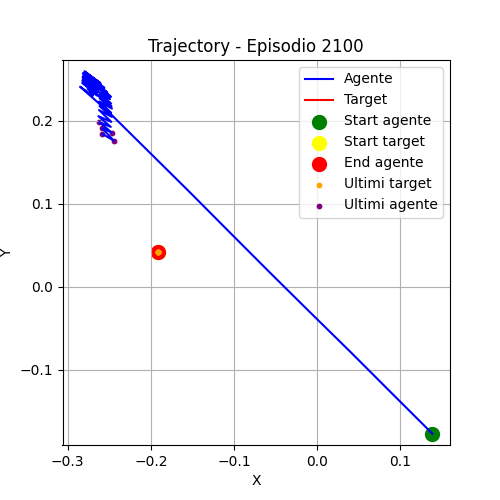 Trajectory - Episodio 2100
Agente
Target
Start agente
Start target
End agente
Ultimi target
Ultimi agente
0.2
0.1
0.0
−0.1
Y
−0.3
−0.2
−0.1
0.0
0.1
X